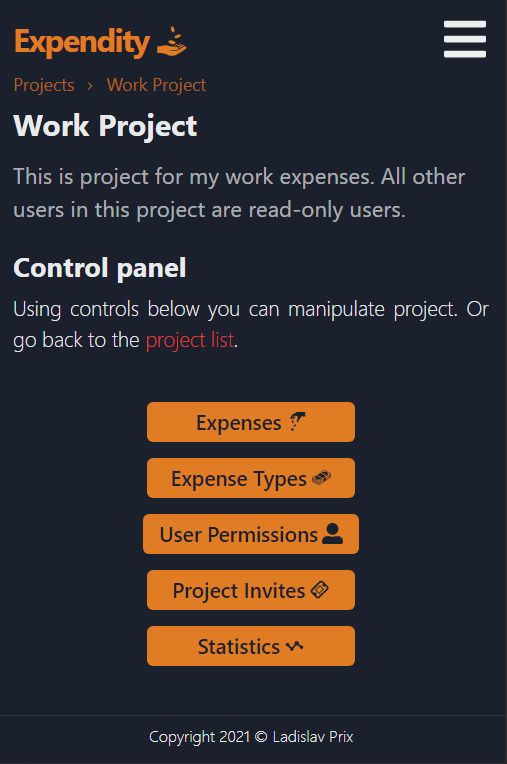 Expendity
Projects › Work Project
Work Project
This is project for my work expenses. All other
users in this project are read-only users.
Control panel
Using controls below you can manipulate project. Or
go back to the project list.
Expenses
Expense Types
User Permissions
Project Invites
Statistics
Copyright 2021 © Ladislav Prix